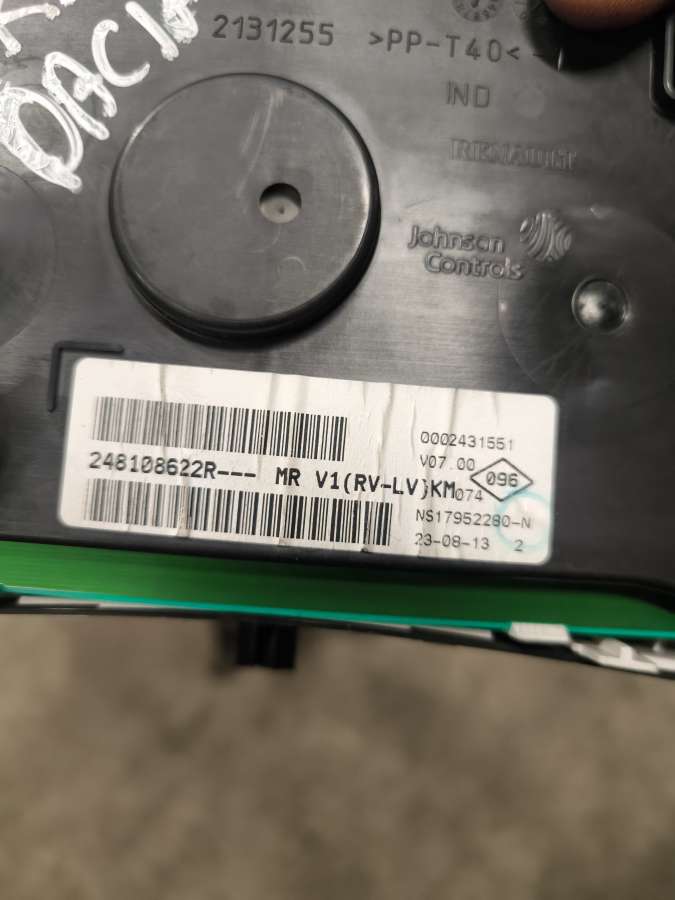 DACIA
2131255 >PP-T40<
IND
RENAULT
Johnson
Controls
0002431551
V07.00
096
248108622R--- MR V1(RV-LV)KM
074
NS17952280-N
23-08-13 2